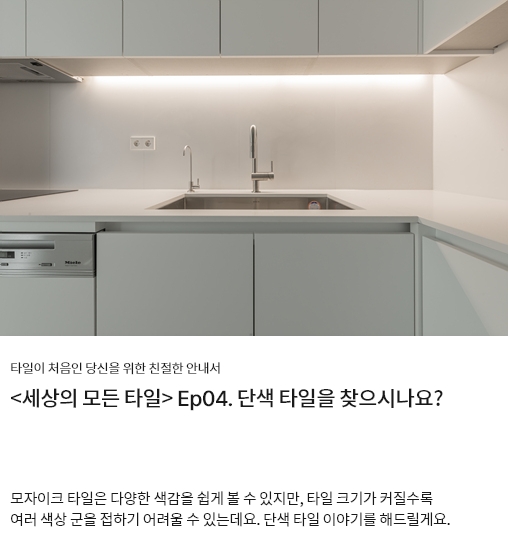 Miele
타일이 처음인 당신을 위한 친절한 안내서
<세상의 모든 타일> Ep04. 단색 타일을 찾으시나요?
모자이크 타일은 다양한 색감을 쉽게 볼 수 있지만, 타일 크기가 커질수록
여러 색상 군을 접하기 어려울 수 있는데요. 단색 타일 이야기를 해드릴게요.